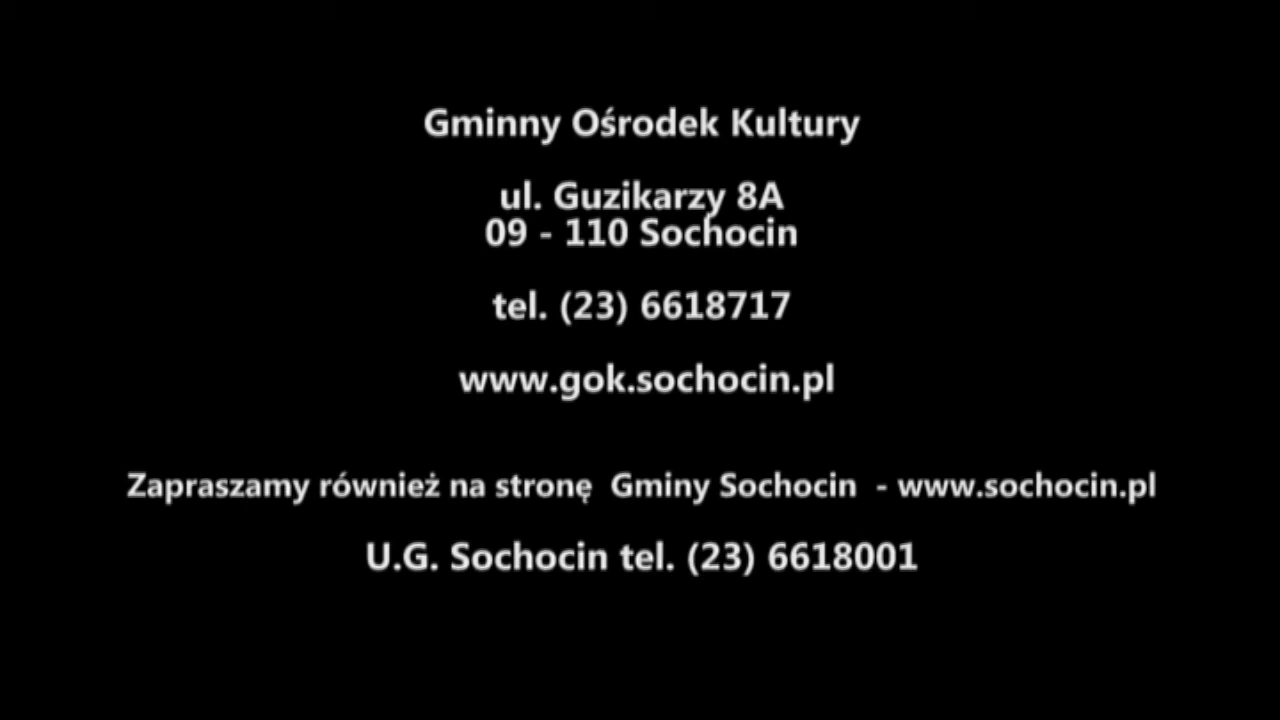 Gminny Ośrodek Kultury
ul. Guzikarzy 8A
09 - 110 Sochocin
tel. (23) 6618717
www.gok.sochocin.pl
Zapraszamy również na stronę  Gminy Sochocin  - www.sochocin.pl
U.G. Sochocin tel. (23) 6618001